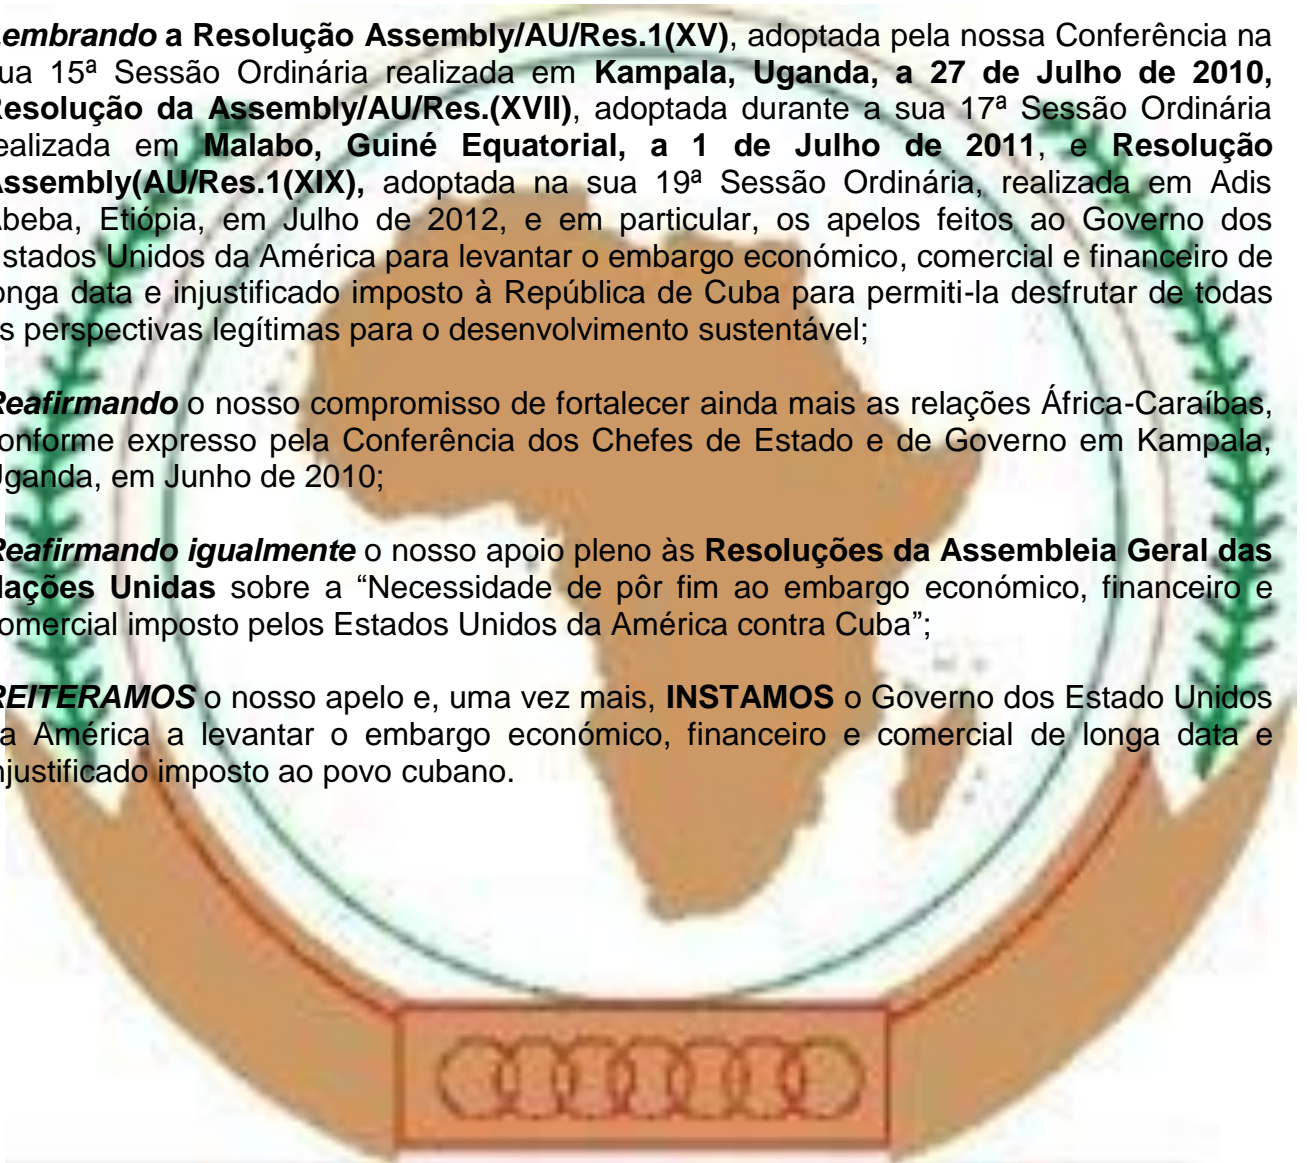 Lembrando a Resolução Assembly/AU/Res.1(XV), adoptada pela nossa Conferência na
ua 15ª Sessão Ordinária realizada em Kampala, Uganda, a 27 de Julho de 2010,
Resolução da Assembly/AU/Res.(XVII), adoptada durante a sua 17ª Sessão Ordinária
ealizada em Malabo, Guiné Equatorial, a 1 de Julho de 2011, e Resolução
Assembly(AU/Res.1(XIX), adoptada na sua 19ª Sessão Ordinária, realizada em Adis
Abeba, Etiópia, em Julho de 2012, e em particular, os apelos feitos ao Governo dos
Estados Unidos da América para levantar o embargo económico, comercial e financeiro de
onga data e injustificado imposto à República de Cuba para permiti-la desfrutar de todas
s perspectivas legítimas para o desenvolvimento sustentável;
Reafirmando o nosso compromisso de fortalecer ainda mais as relações África-Caraíbas,
onforme expresso pela Conferência dos Chefes de Estado e de Governo em Kampala,
Uganda, em Junho de 2010;
Reafirmando igualmente o nosso apoio pleno às Resoluções da Assembleia Geral das
Nações Unidas sobre a “Necessidade de pôr fim ao embargo económico, financeiro e
omercial imposto pelos Estados Unidos da América contra Cuba”;
REITERAMOS o nosso apelo e, uma vez mais, INSTAMOS o Governo dos Estado Unidos
a América a levantar o embargo económico, financeiro e comercial de longa data e
njustificado imposto ao povo cubano.